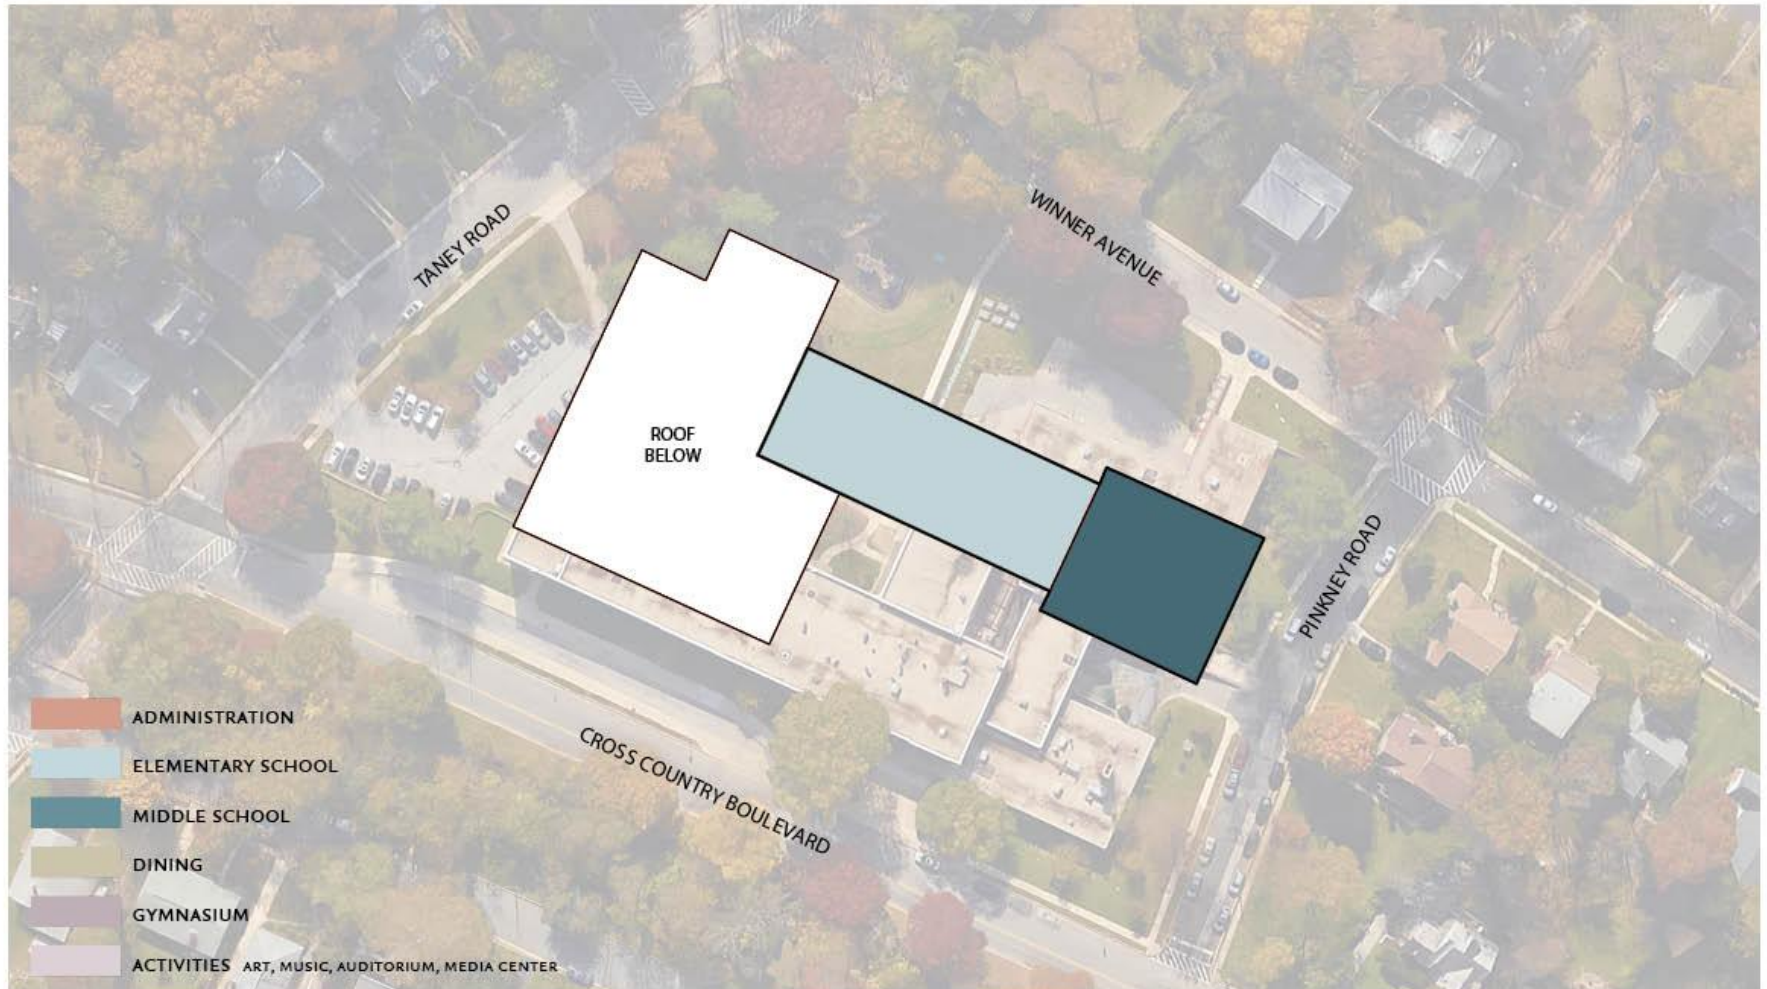 TANEY ROAD
WINNER AVENUE
ROOF
BELOW
PINKNEY ROAD
CROSS COUNTRY BOULEVARD
ADMINISTRATION
ELEMENTARY SCHOOL
MIDDLE SCHOOL
DINING
GYMNASIUM
ACTIVITIES ART, MUSIC, AUDITORIUM, MEDIA CENTER